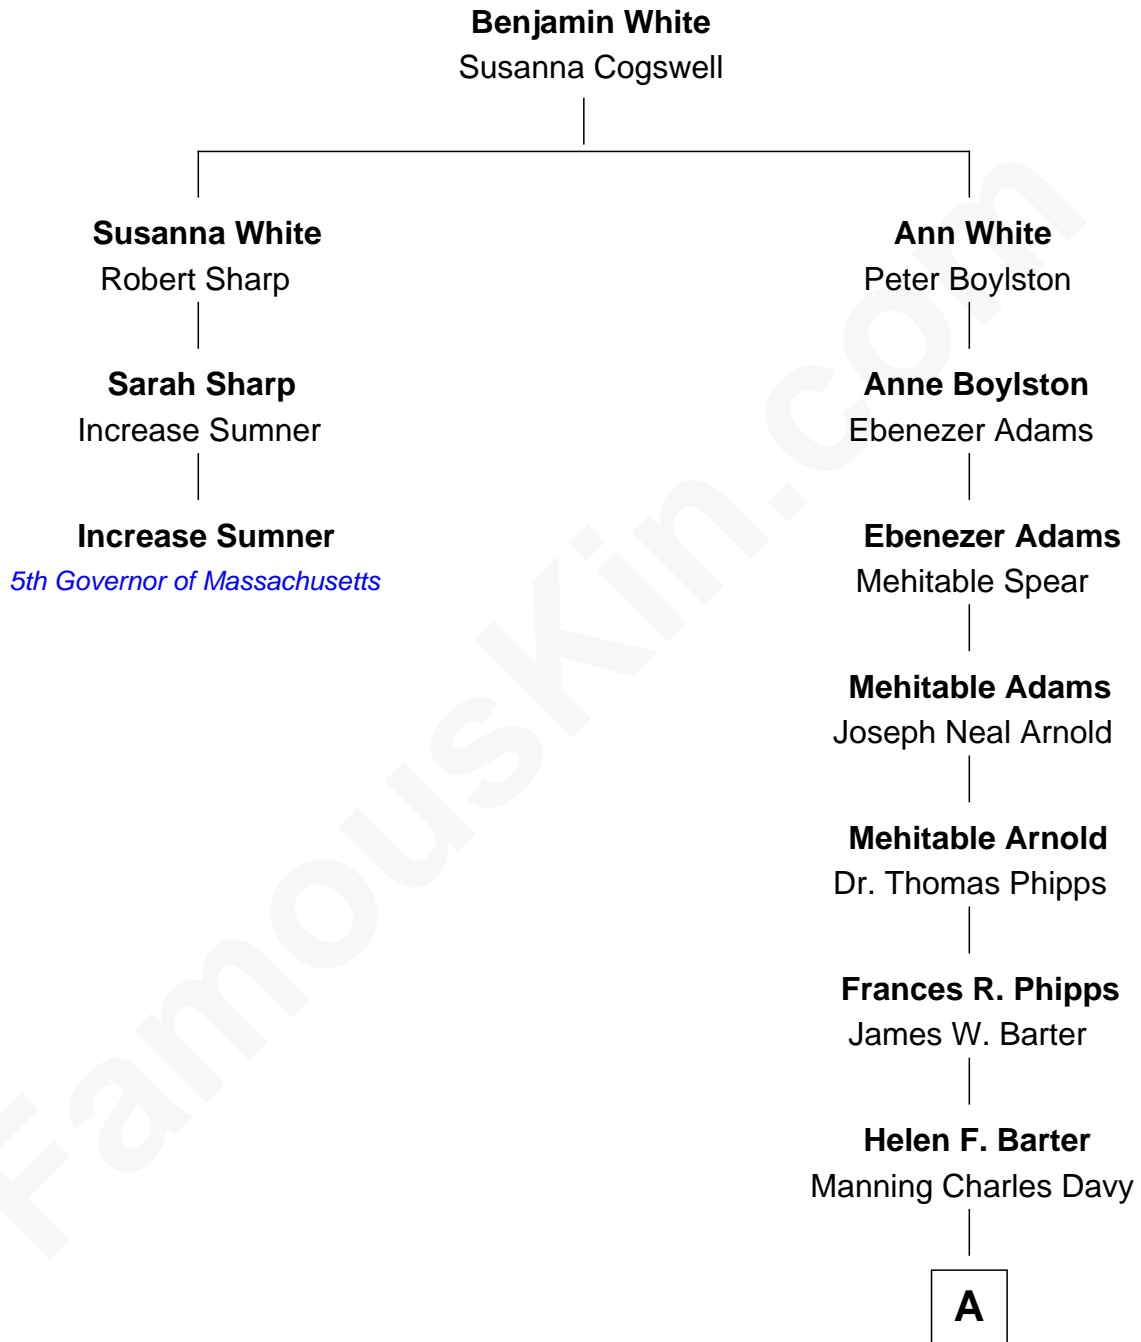 Benjamin White
Susanna Cogswell
Susanna White
Robert Sharp
Sarah Sharp
Increase Sumner
Increase Sumner
5th Governor of Massachusetts
Ann White
Peter Boylston
Anne Boylston
Ebenezer Adams
Ebenezer Adams
Mehitable Spear
Mehitable Adams
Joseph Neal Arnold
Mehitable Arnold
Dr. Thomas Phipps
Frances R. Phipps
James W. Barter
Helen F. Barter
Manning Charles Davy
A
FamousKin.com